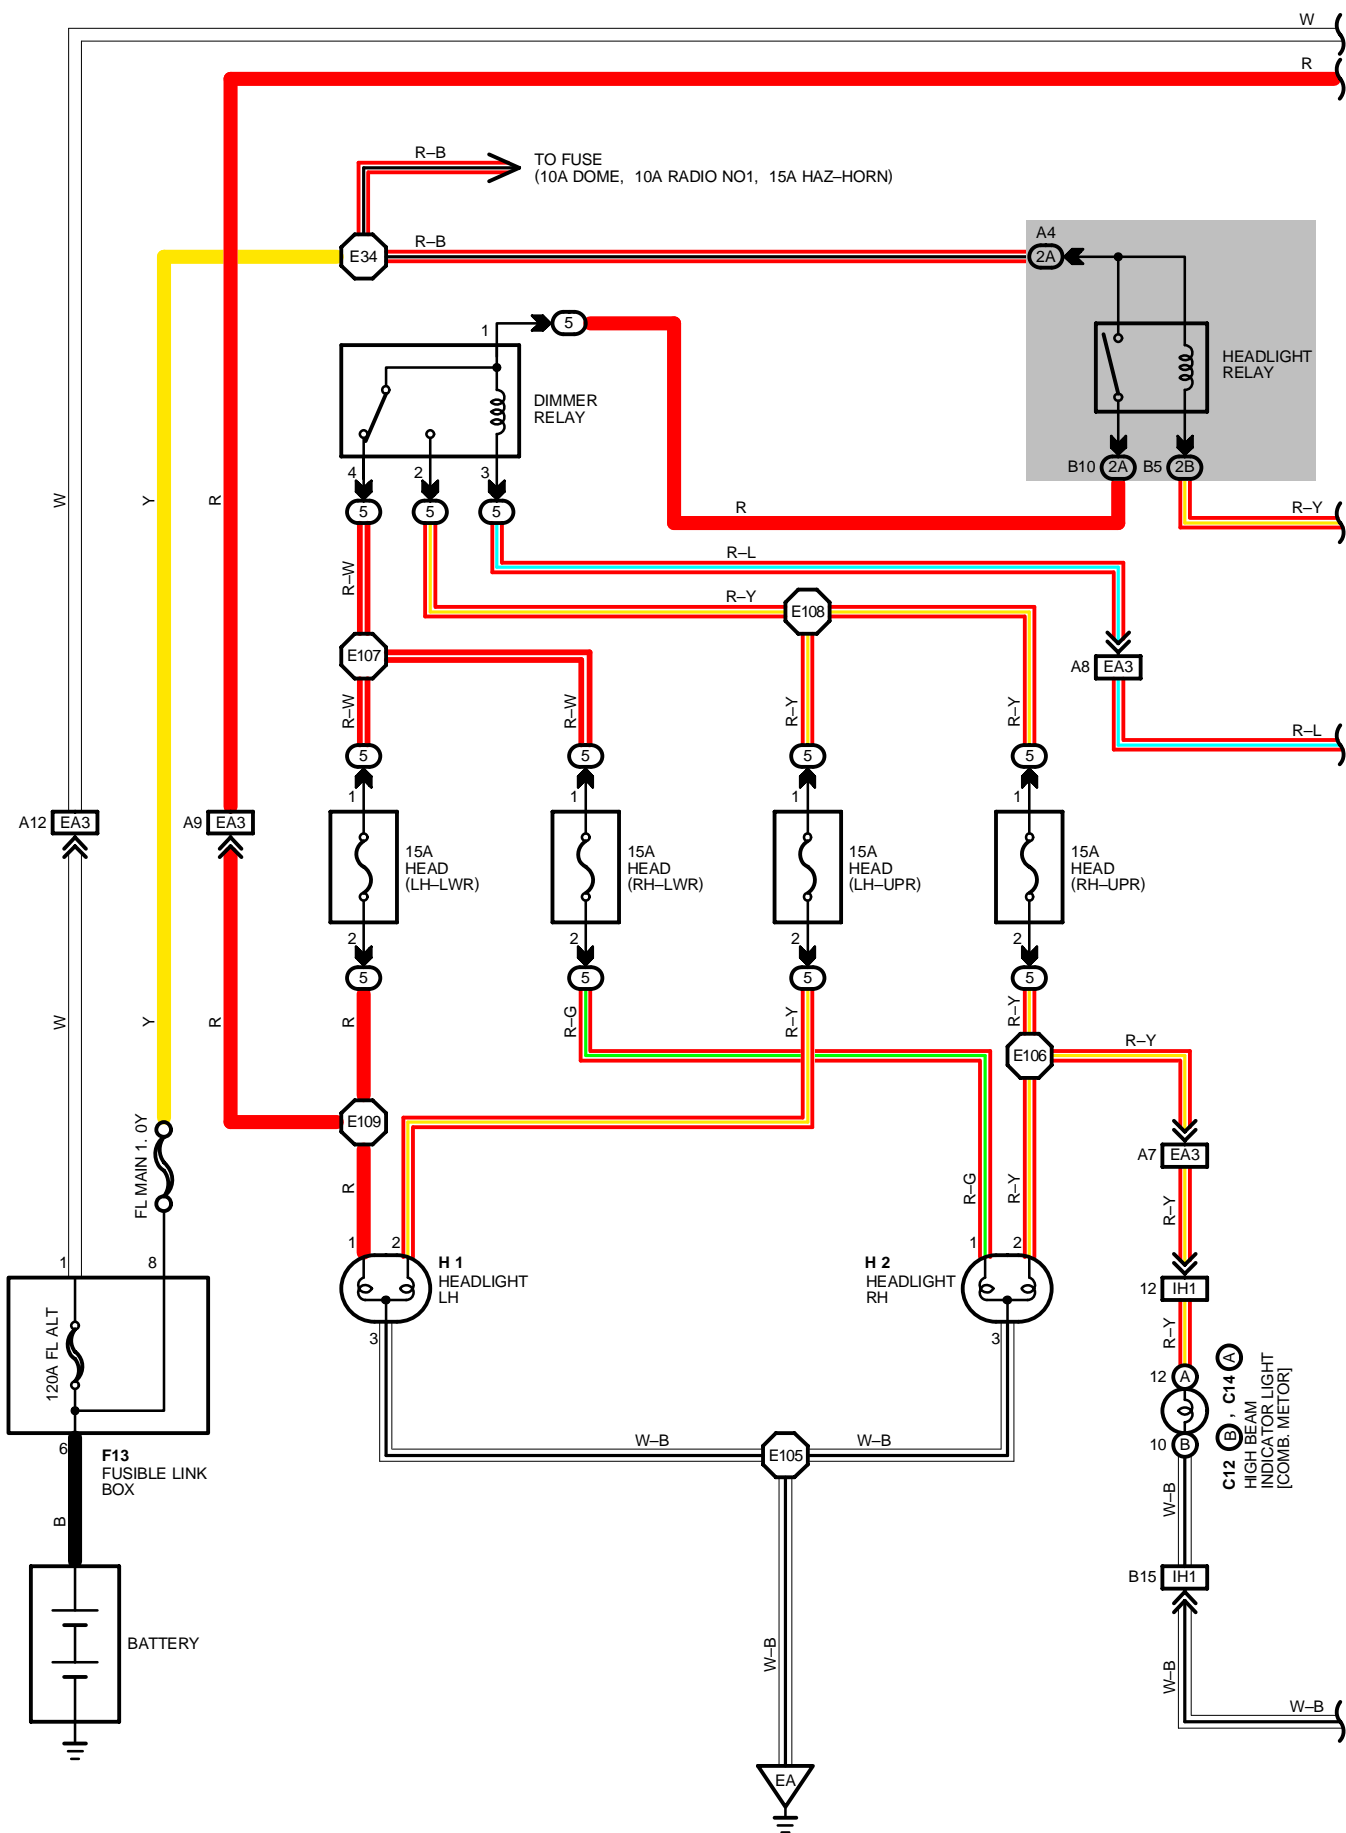 W
R
R–B
TO FUSE
(10A DOME, 10A RADIO NO1, 15A HAZ–HORN)
A4
E34
R–B
2A
1
5
HEADLIGHT
RELAY
DIMMER
RELAY
4
2
3
B10
2A
B5
2B
W
Y
R
5
5
5
R
R–Y
R–L
R–W
R–Y
E108
E107
A8
EA3
R–W
R–W
R–Y
R–Y
R–L
5
5
5
5
1
1
1
1
A12
EA3
A9
EA3
15A
HEAD
(LH–LWR)
15A
HEAD
(RH–LWR)
15A
HEAD
(LH–UPR)
15A
HEAD
(RH–UPR)
2
2
2
2
5
5
5
5
W
Y
R
R
R–G
R–Y
R–Y
E106
R–Y
E109
FL MAIN 1. 0Y
A7
EA3
R
R–G
R–Y
R–Y
1
8
1
2
H 1
HEADLIGHT
LH
H 2
HEADLIGHT
RH
1
2
12
IH1
3
3
R–Y
120A FL ALT
12
A
10
B
C12 B , C14 A
HIGH BEAM
INDICATOR LIGHT
[COMB. METOR]
W–B
E105
W–B
6
F13
FUSIBLE LINK
BOX
B
W–B
B15
IH1
BATTERY
W–B
W–B
W–B
EA